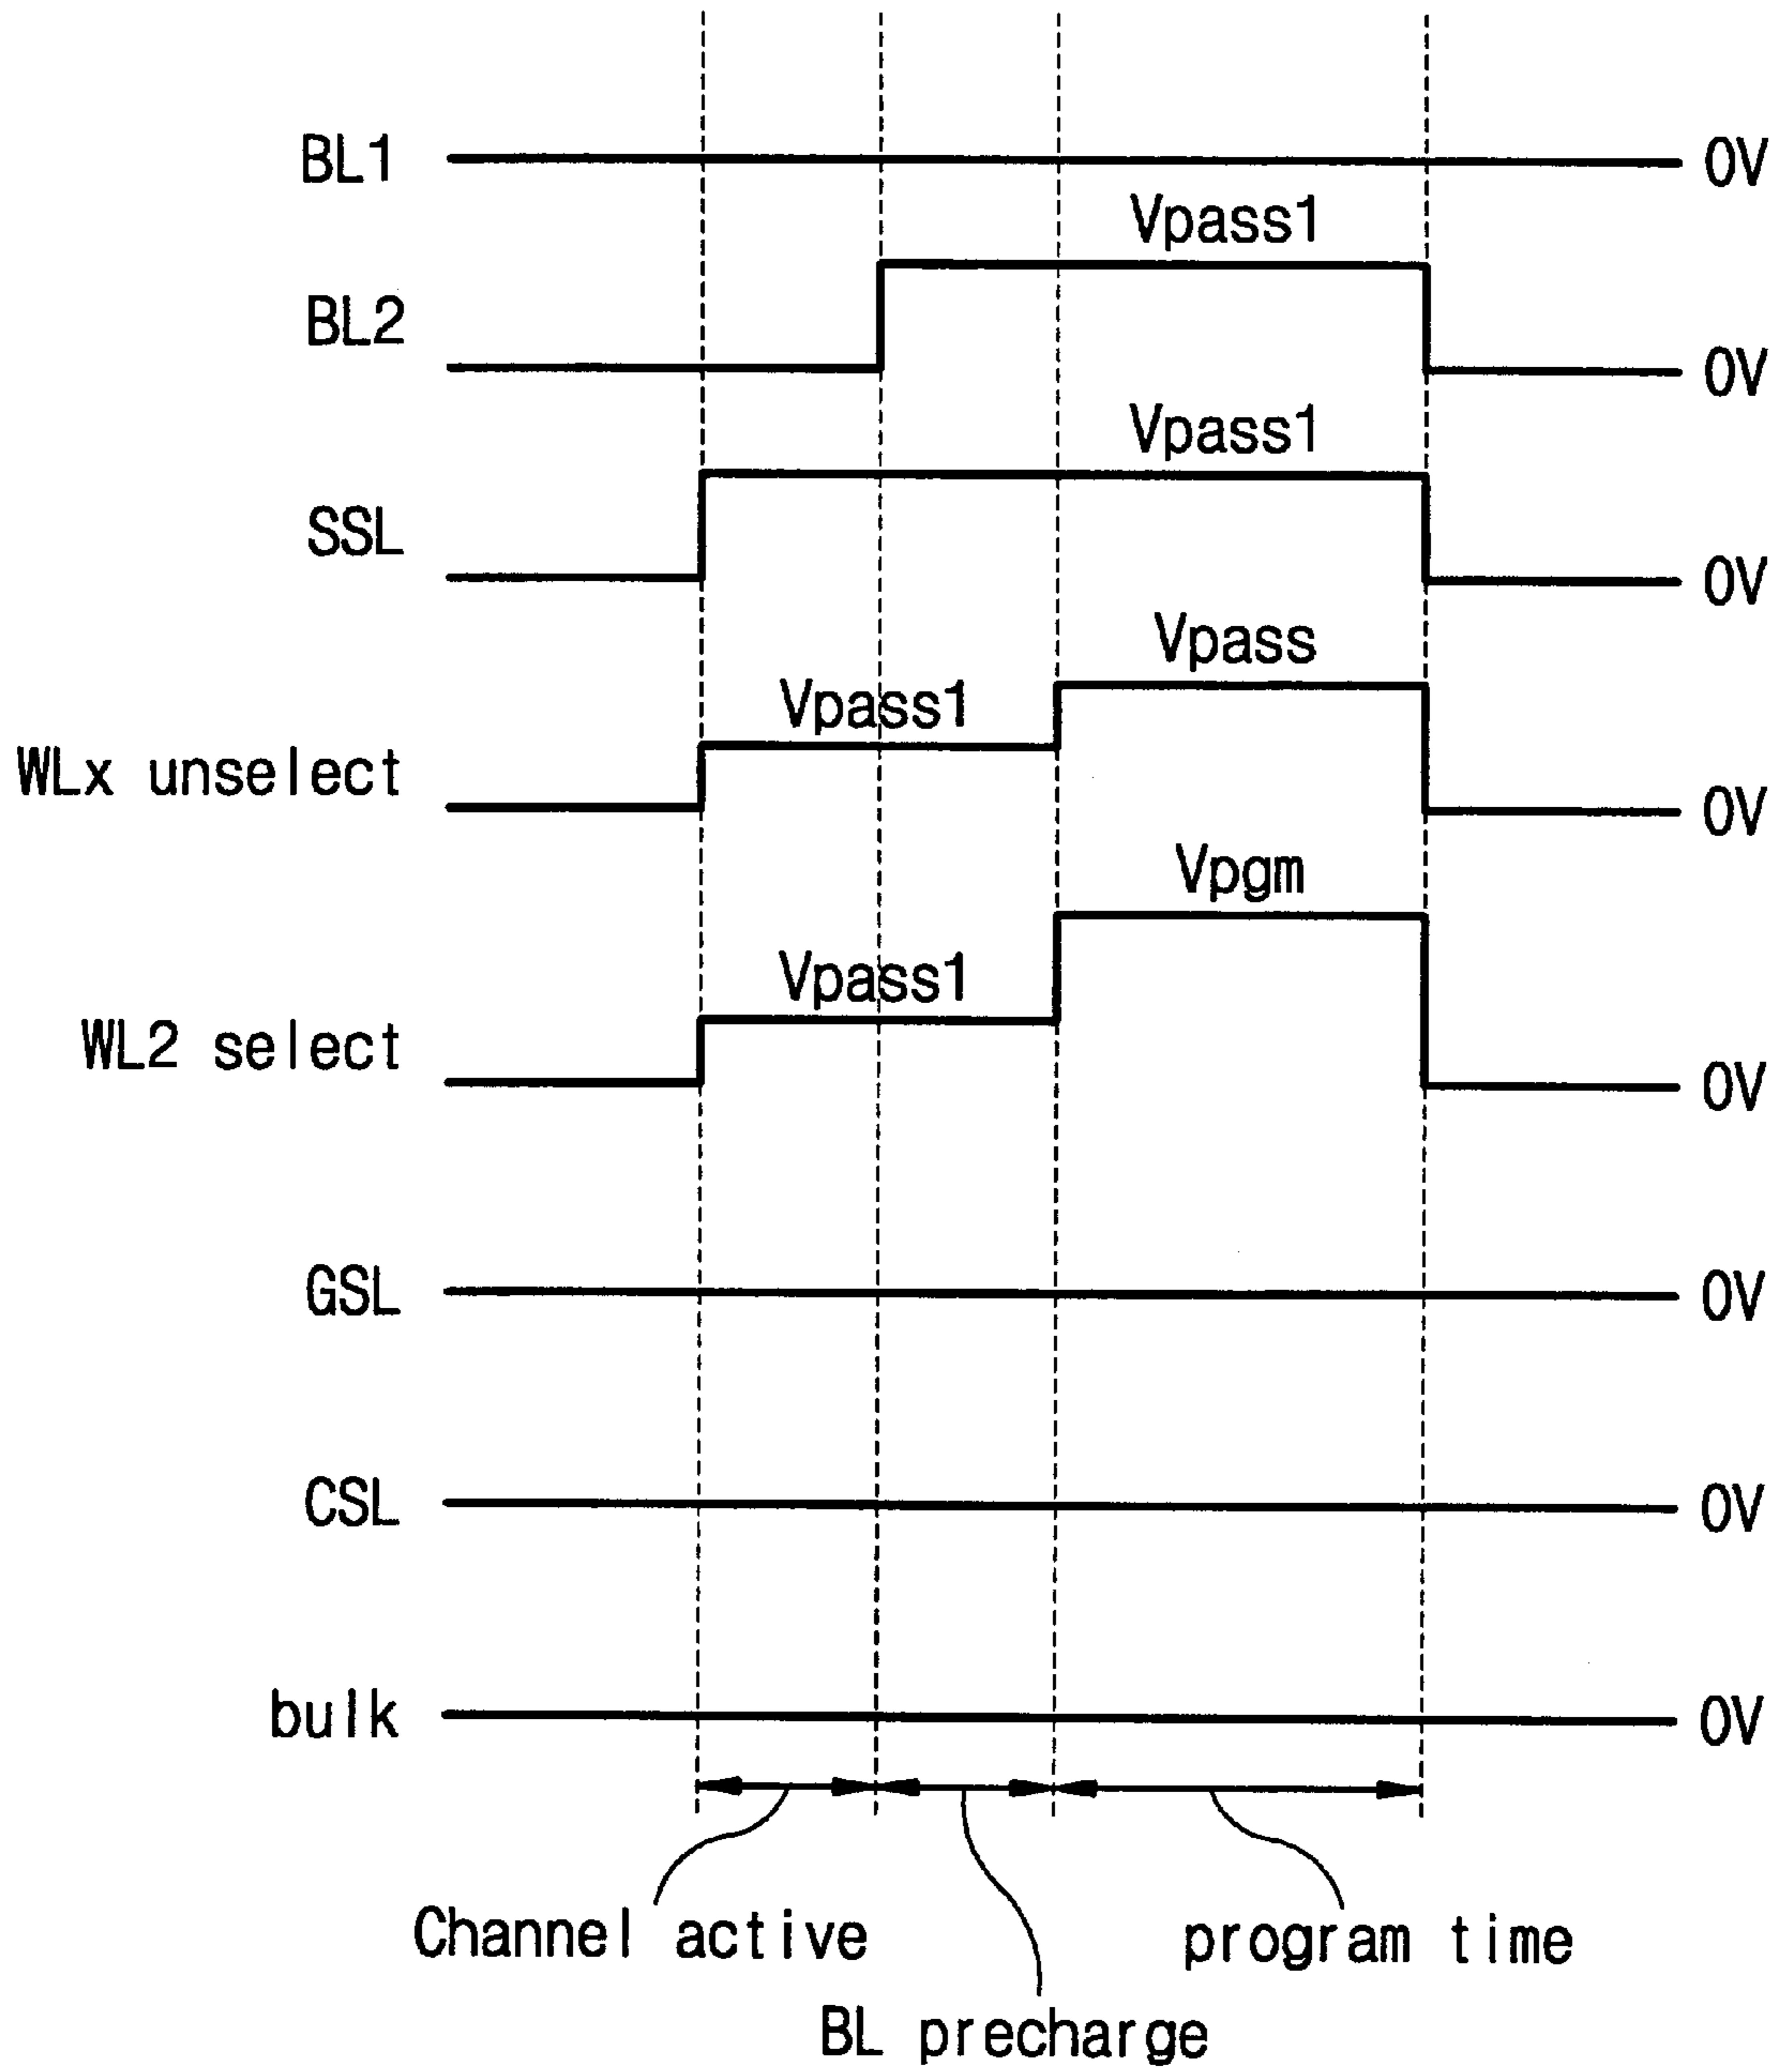 BL1
0V
Vpass1
BL2
0V
Vpass1
SSL
0V
Vpass
Vpass1
WLx unselect
0V
Vpgm
Vpass1
WL2 select
0V
GSL
0V
CSL
0V
bulk
0V
Channel active
program time
BL precharge